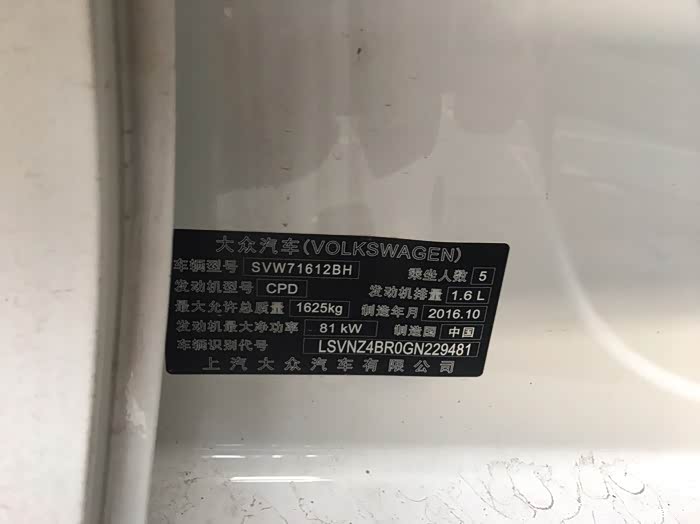 大众汽车(VOLKSWAGEN)
车辆型号 SVW71612BH 乘坐人数 5
发动机型号 CPD 发动机排量 1.6 L
最大允许总质量 1625kg 制造年月 2016.10
发动机最大净功率 81 kW 制造国 中国
车辆识别代号 LSVNZ4BR0GN229481
上汽大众汽车有限公司